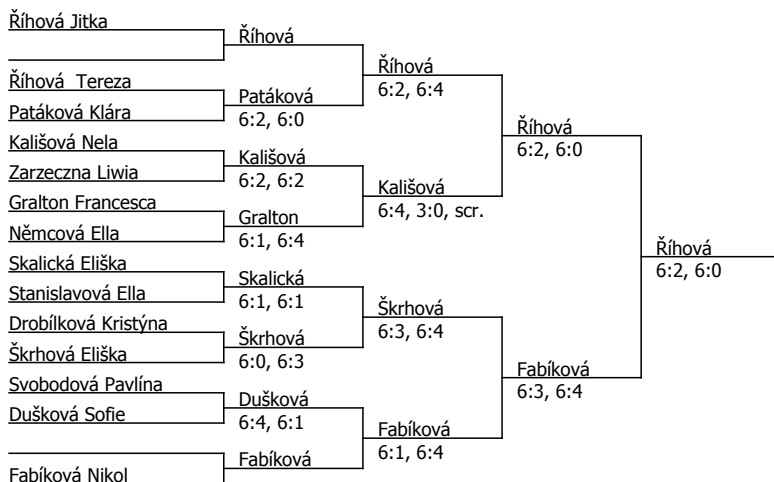 Říhová Jitka
Říhová Tereza
Patáková Klára
Kališová Nela
Zarzeczna Liwia
Gralton Francesca
Němcová Ella
Skalická Eliška
Stanislavová Ella
Drobílková Kristýna
Škrhová Eliška
Svobodová Pavlína
Dušková Sofie
Fabíková Nikol
Říhová
Patáková
6:2, 6:0
Kališová
6:2, 6:2
Gralton
6:1, 6:4
Skalická
6:1, 6:1
Škrhová
6:0, 6:3
Dušková
6:4, 6:1
Fabíková
Říhová
6:2, 6:4
Kališová
6:4, 3:0, scr.
Škrhová
6:3, 6:4
Fabíková
6:1, 6:4
Říhová
6:2, 6:0
Fabíková
6:3, 6:4
Říhová
6:2, 6:0